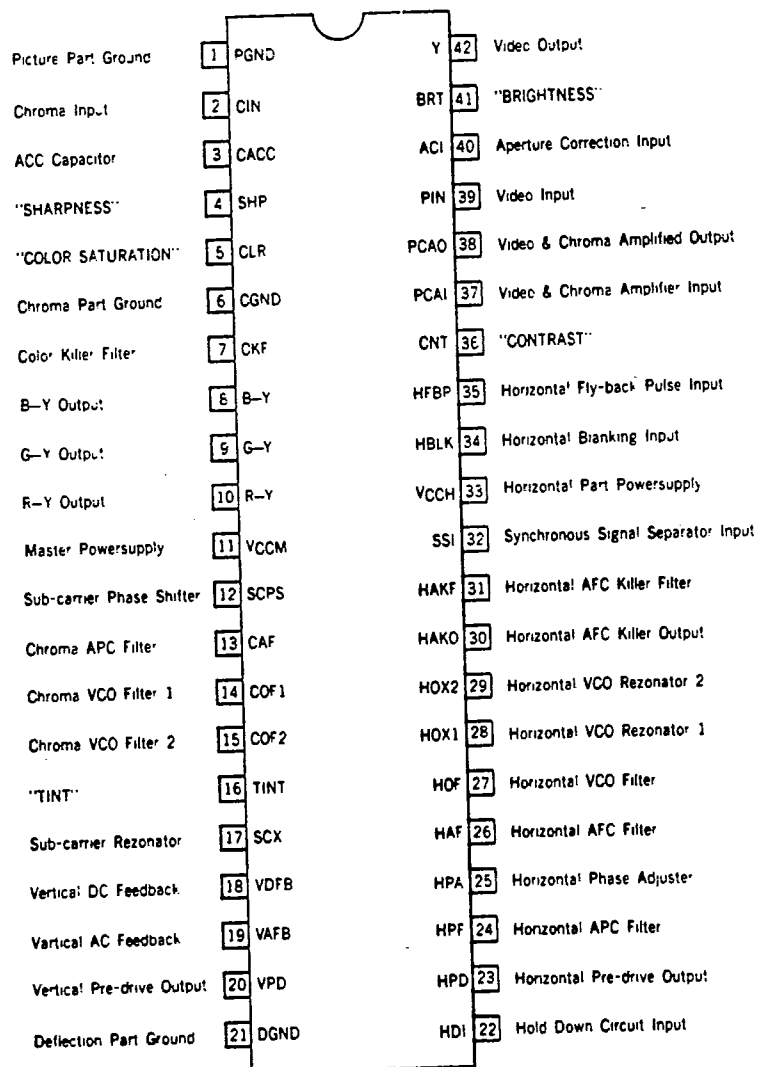 Picture Part Ground 1 PGND Y 42 Video Output
Chroma Input 2 CIN BRT 41 "BRIGHTNESS"
ACC Capacitor 3 CACC ACI 40 Aperture Correction Input
"SHARPNESS" 4 SHP PIN 39 Video Input
"COLOR SATURATION" 5 CLR PCAO 38 Video & Chroma Amplified Output
Chroma Part Ground 6 CGND PCAI 37 Video & Chroma Amplifier Input
Color Killer Filter 7 CKF CNT 36 "CONTRAST"
B-Y Output 8 B-Y HFBP 35 Horizontal Fly-back Pulse Input
G-Y Output 9 G-Y HBLK 34 Horizontal Blanking Input
R-Y Output 10 R-Y VCCH 33 Horizontal Part Powersupply
Master Powersupply 11 VCCM SSI 32 Synchronous Signal Separator Input
Sub-carrier Phase Shifter 12 SCPS HAKF 31 Horizontal AFC Killer Filter
Chroma APC Filter 13 CAF HAKO 30 Horizontal AFC Killer Output
Chroma VCO Filter 1 14 COF1 HOX2 29 Horizontal VCO Rezonator 2
Chroma VCO Filter 2 15 COF2 HOX1 28 Horizontal VCO Rezonator 1
"TINT" 16 TINT HOF 27 Horizontal VCO Filter
Sub-carrier Rezonator 17 SCX HAF 26 Horizontal AFC Filter
Vertical DC Feedback 18 VDFB HPA 25 Horizontal Phase Adjuster
Vartical AC Feedback 19 VAFB HPF 24 Horizontal APC Filter
Vertical Pre-drive Output 20 VPD HPD 23 Horizontal Pre-drive Output
Deflection Part Ground 21 DGND HDI 22 Hold Down Circuit Input